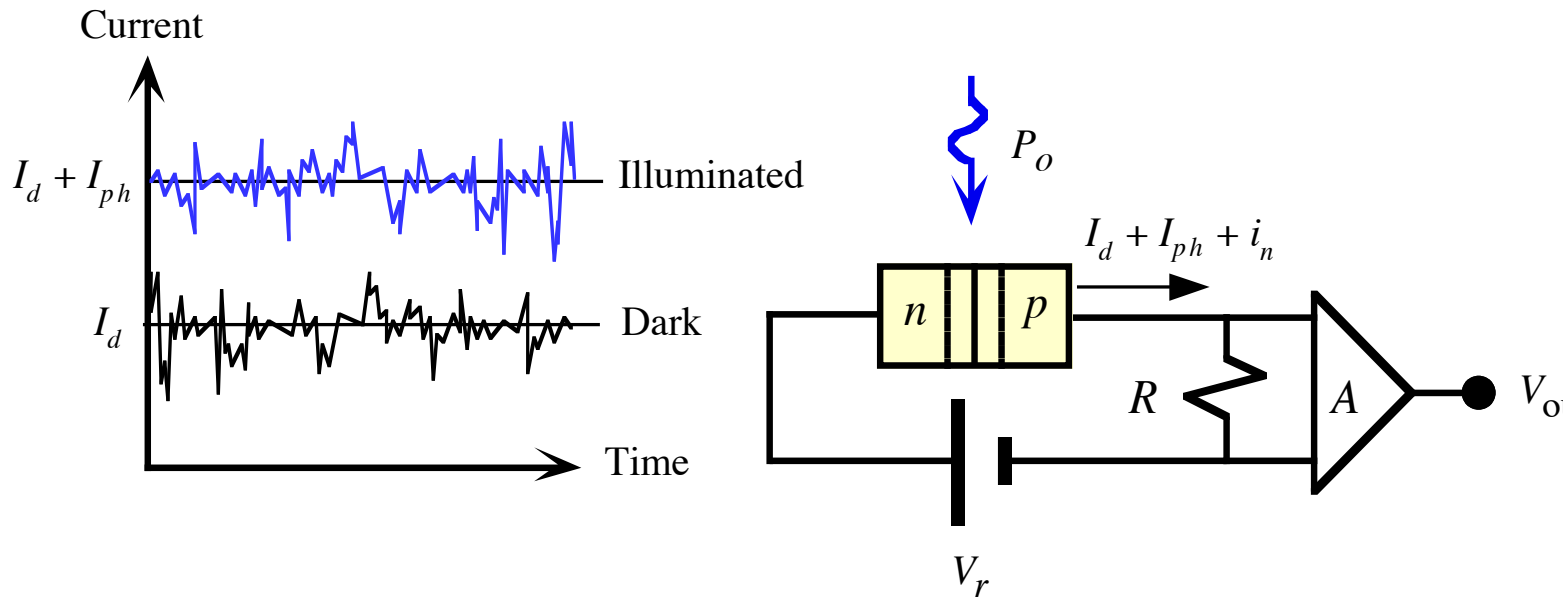 Current
I_d + I_ph
Illuminated
I_d
Dark
Time
P_o
I_d + I_ph + i_n
n
p
R
A
V_r